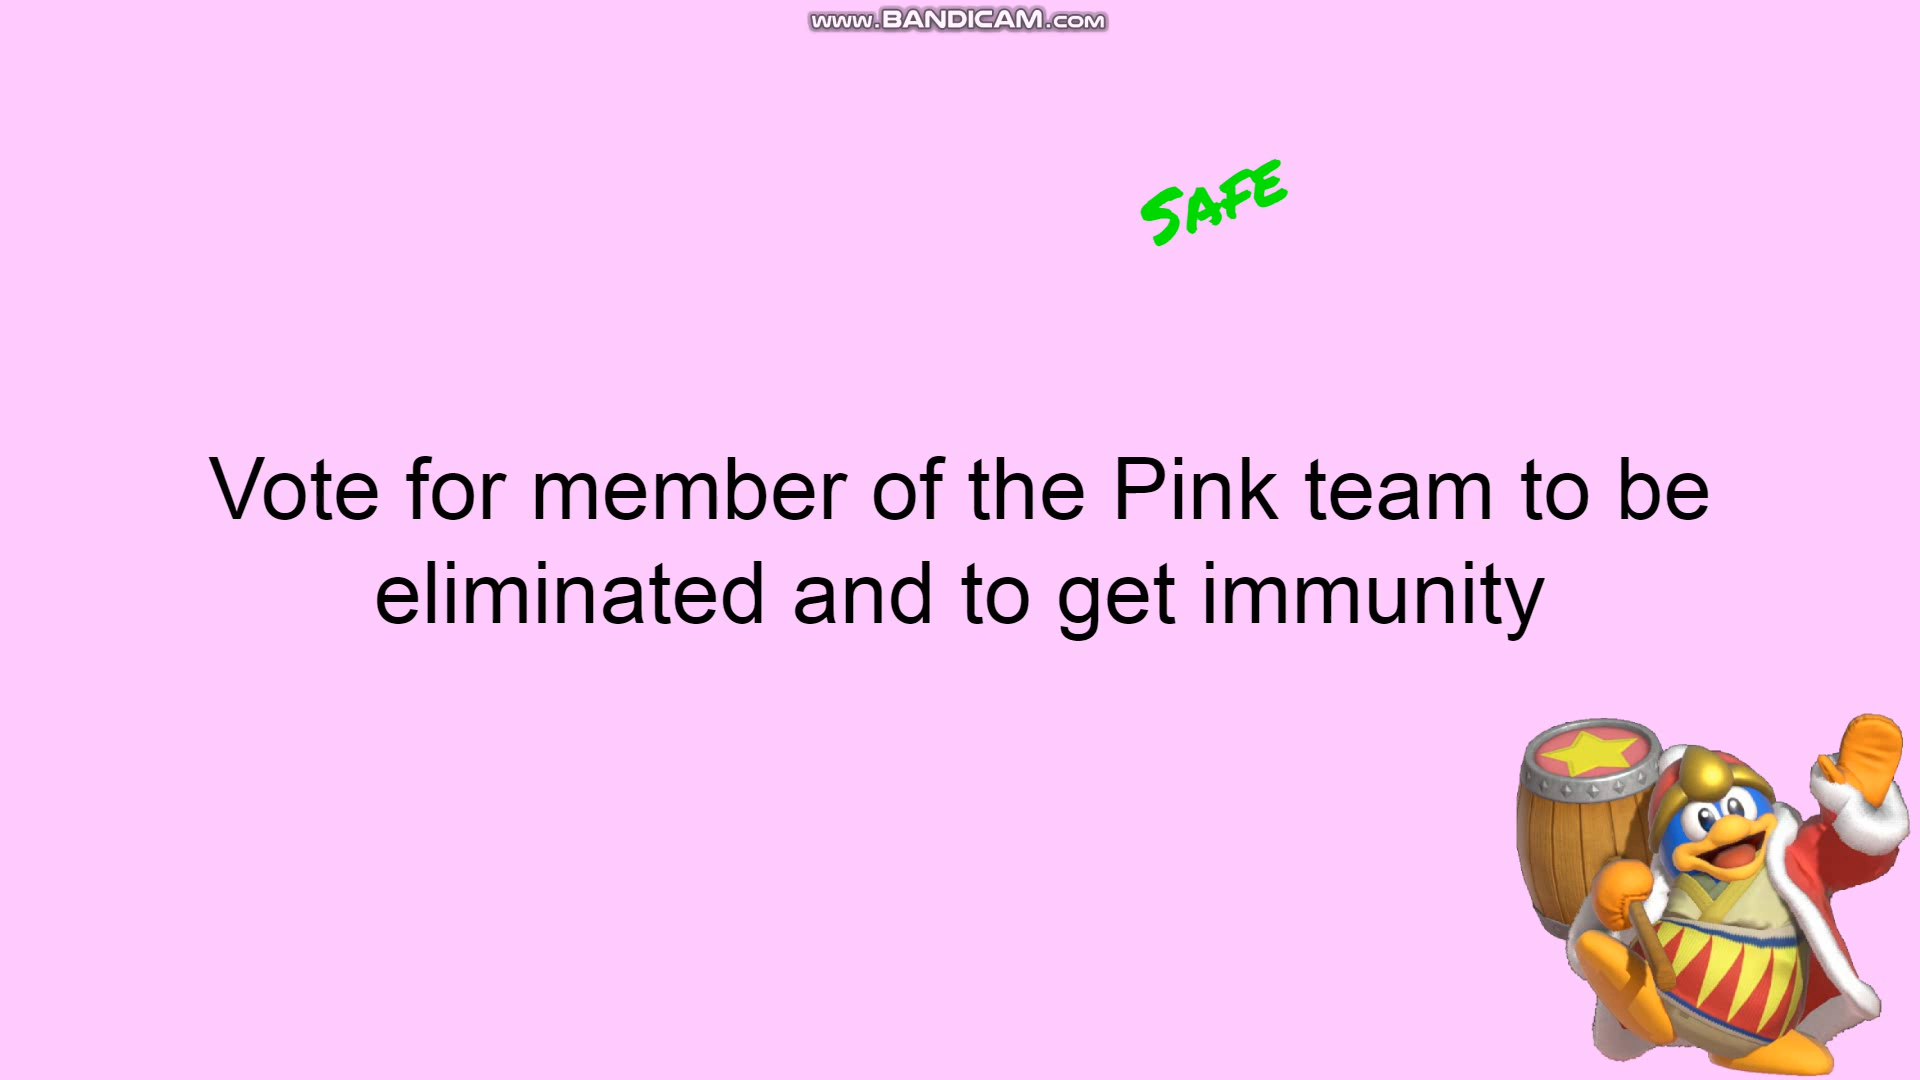 www.BANDICAM.com
SAFE
Vote for member of the Pink team to be
eliminated and to get immunity